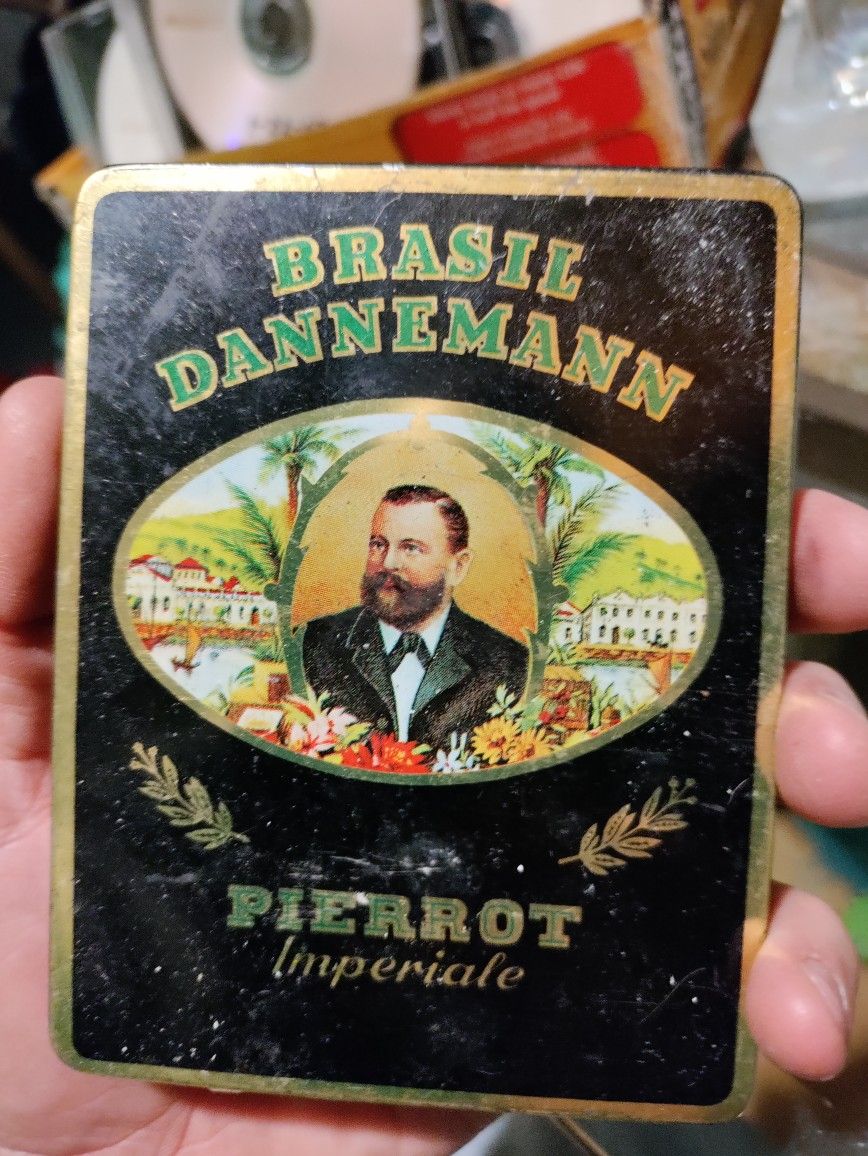 BRASIL
DANNEMANN
PIERROT
Imperiale